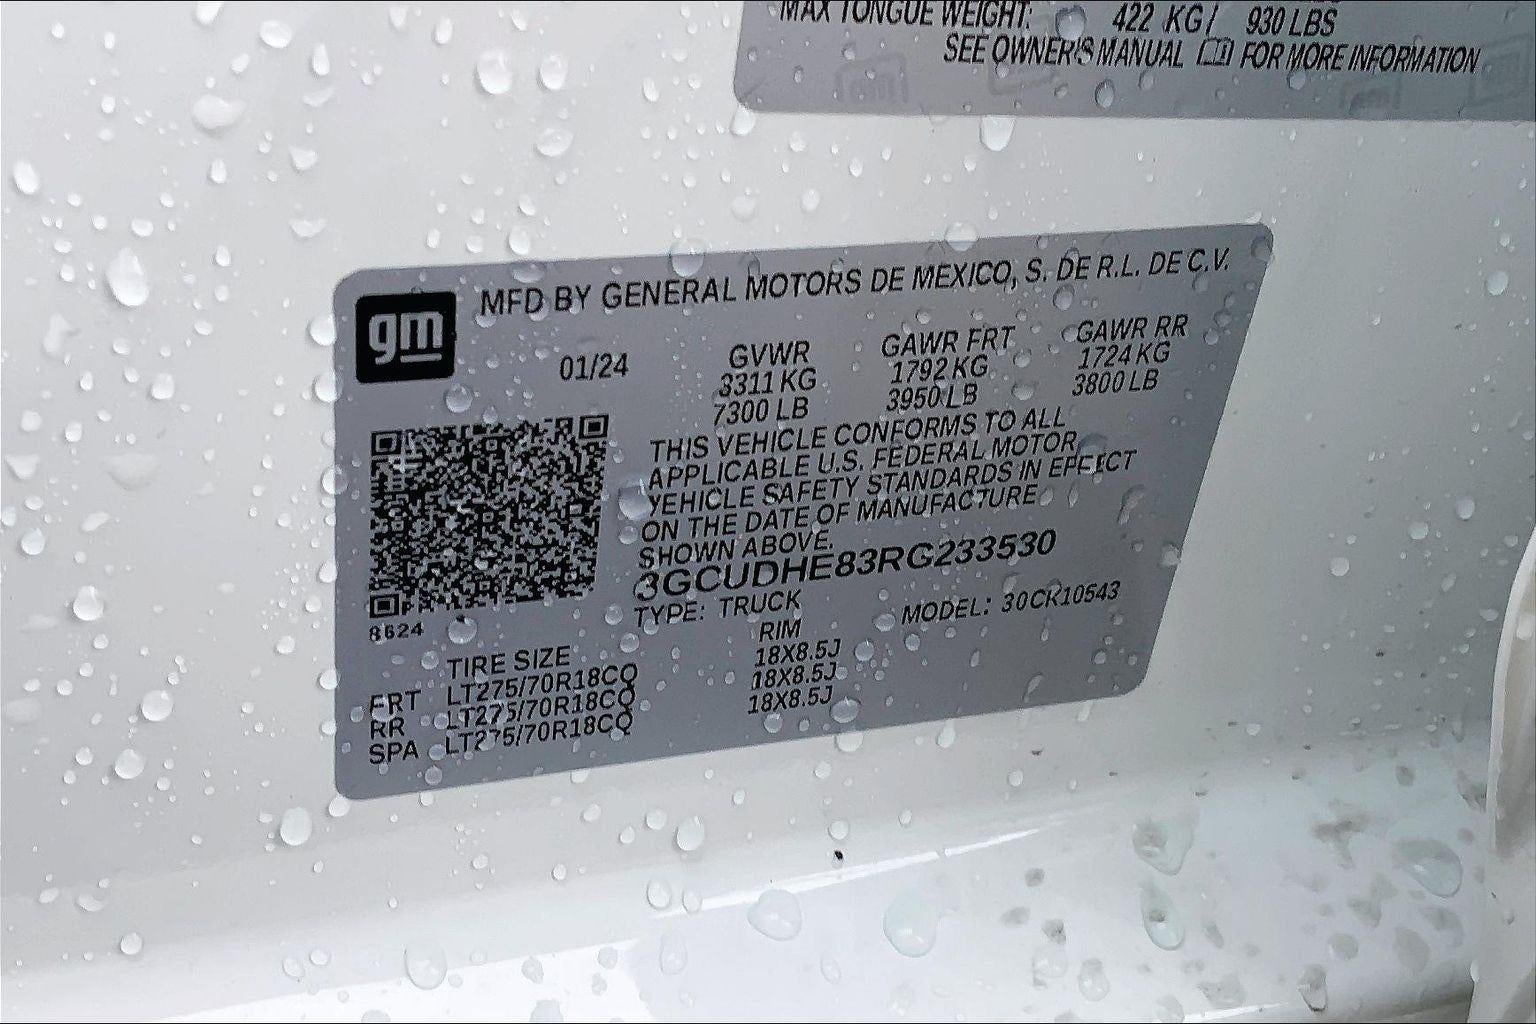 MAX TONGUE WEIGHT: 422 KG / 930 LBS
SEE OWNER'S MANUAL FOR MORE INFORMATION
gm
MFD BY GENERAL MOTORS DE MEXICO, S. DE R.L. DE C.V.
01/24 GVWR GAWR FRT GAWR RR
3311 KG 1792 KG 1724 KG
7300 LB 3950 LB 3800 LB
THIS VEHICLE CONFORMS TO ALL
APPLICABLE U.S. FEDERAL MOTOR
VEHICLE SAFETY STANDARDS IN EFFECT
ON THE DATE OF MANUFACTURE
SHOWN ABOVE.
3GCUDHE83RG233530
TYPE: TRUCK MODEL: 30CK10543
8624
TIRE SIZE RIM
FRT LT275/70R18CQ 18X8.5J
RR LT275/70R18CQ 18X8.5J
SPA LT275/70R18CQ 18X8.5J